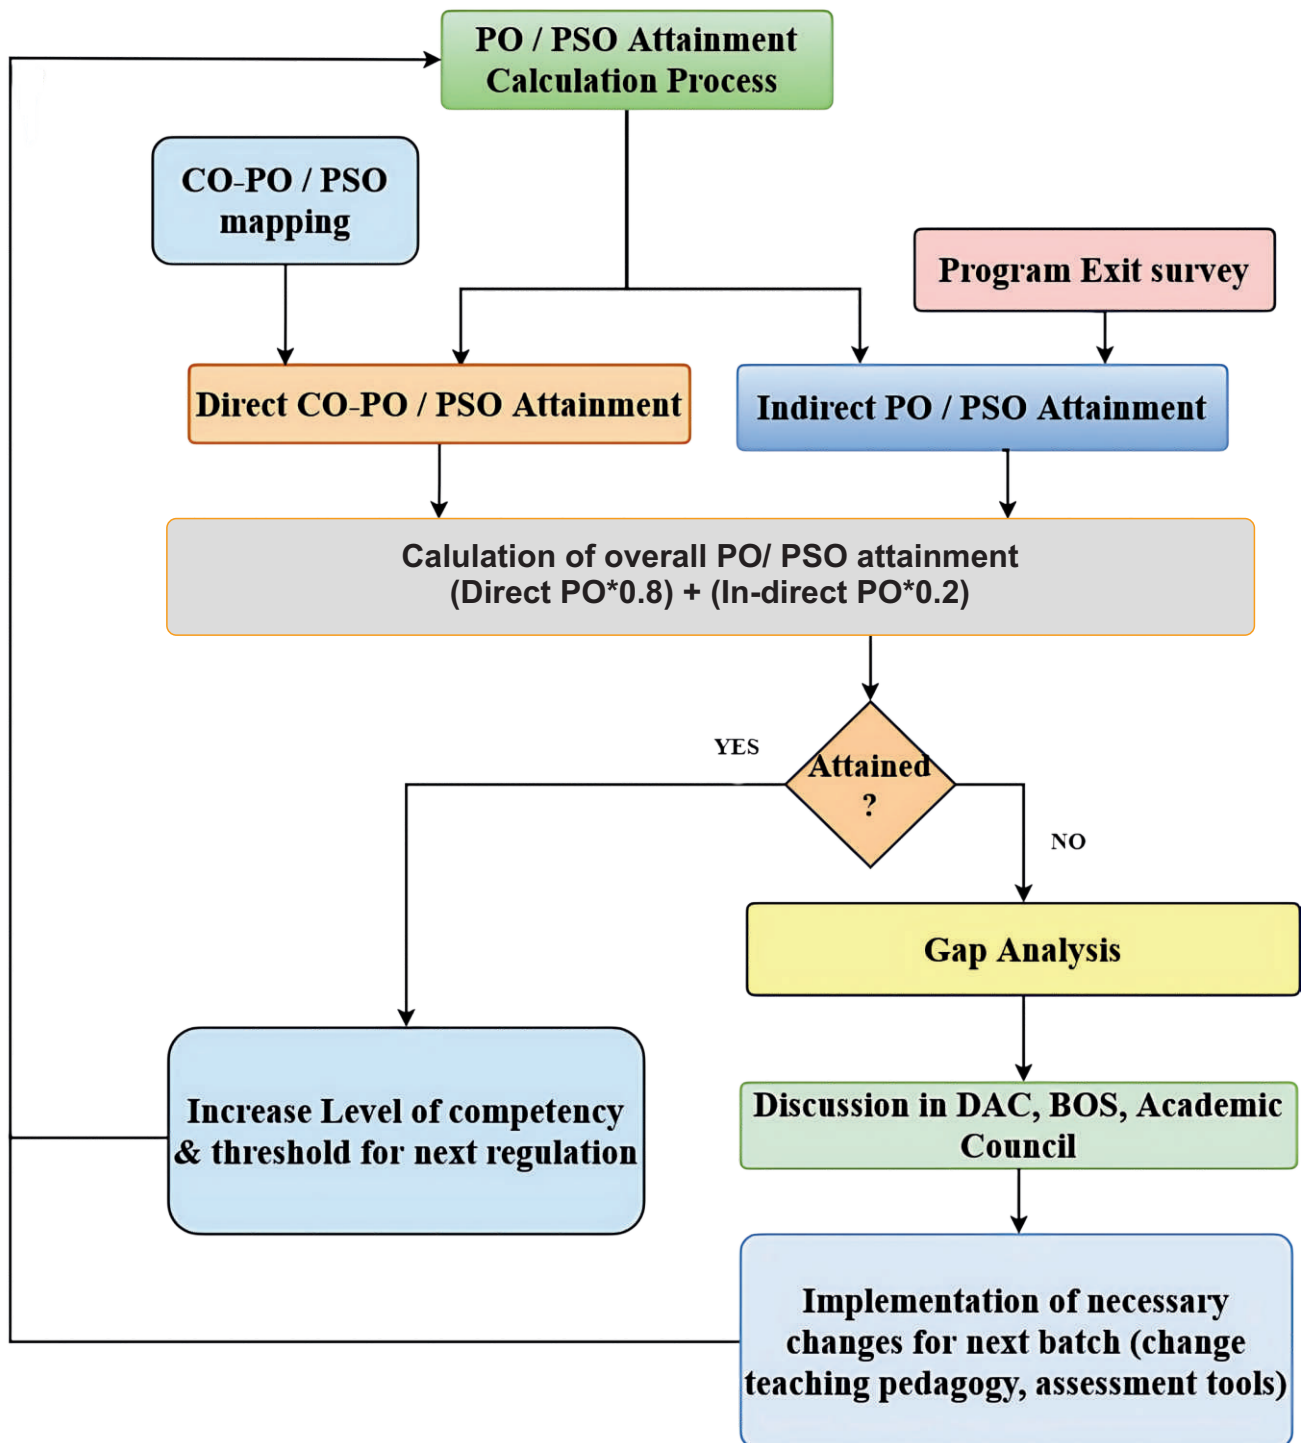 PO / PSO Attainment
Calculation Process
CO-PO / PSO
mapping
Program Exit survey
Direct CO-PO / PSO Attainment
Indirect PO / PSO Attainment
Calulation of overall PO/ PSO attainment
(Direct PO*0.8) + (In-direct PO*0.2)
YES
Attained
?
NO
Gap Analysis
Increase Level of competency
& threshold for next regulation
Discussion in DAC, BOS, Academic
Council
Implementation of necessary
changes for next batch (change
teaching pedagogy, assessment tools)